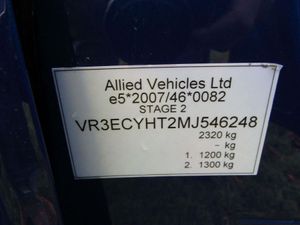 Allied Vehicles Ltd
e5*2007/46*0082
STAGE 2
VR3ECYHT2MJ546248
2320 kg
- kg
1. 1200 kg
2. 1300 kg